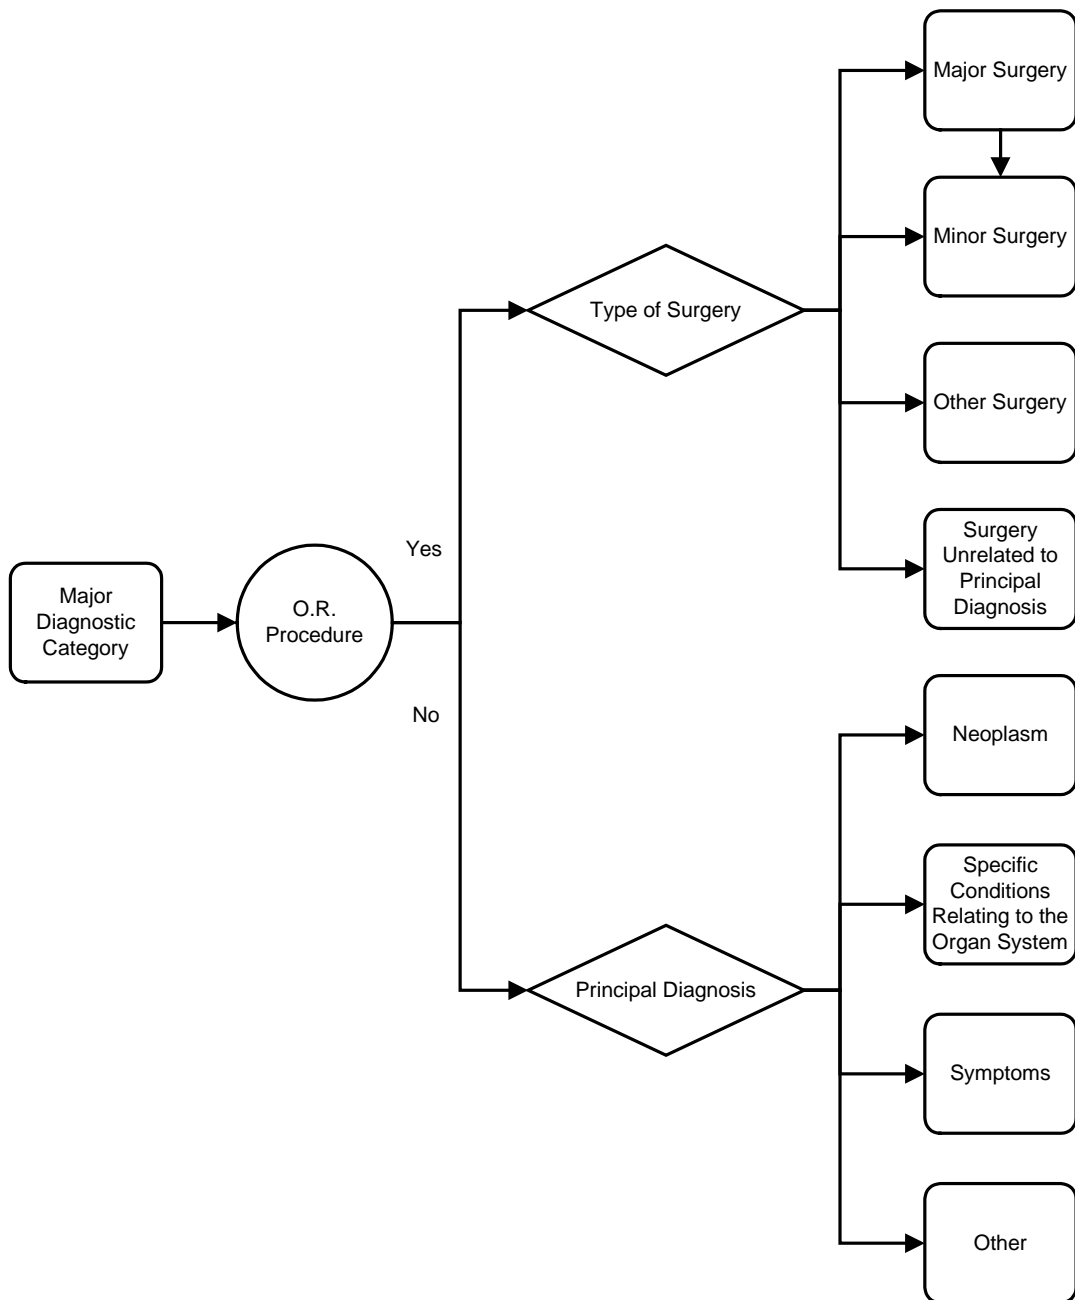 Major Surgery
Minor Surgery
Type of Surgery
Other Surgery
Surgery
Unrelated to
Principal
Diagnosis
Yes
Major
Diagnostic
Category
O.R.
Procedure
No
Neoplasm
Specific
Conditions
Relating to the
Organ System
Principal Diagnosis
Symptoms
Other